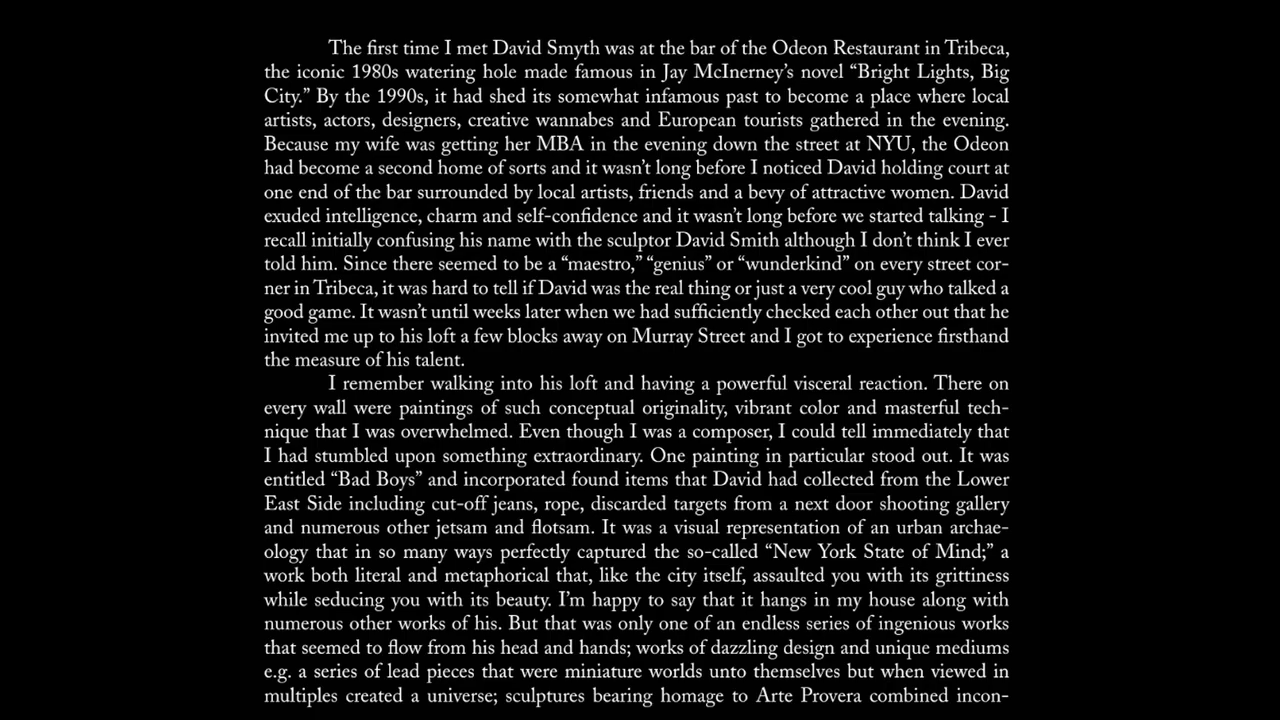 The first time I met David Smyth was at the bar of the Odeon Restaurant in Tribeca,
the iconic 1980s watering hole made famous in Jay McInerney’s novel “Bright Lights, Big
City.” By the 1990s, it had shed its somewhat infamous past to become a place where local
artists, actors, designers, creative wannabes and European tourists gathered in the evening.
Because my wife was getting her MBA in the evening down the street at NYU, the Odeon
had become a second home of sorts and it wasn’t long before I noticed David holding court at
one end of the bar surrounded by local artists, friends and a bevy of attractive women. David
exuded intelligence, charm and self-confidence and it wasn’t long before we started talking - I
recall initially confusing his name with the sculptor David Smith although I don’t think I ever
told him. Since there seemed to be a “maestro,” “genius” or “wunderkind” on every street cor-
ner in Tribeca, it was hard to tell if David was the real thing or just a very cool guy who talked a
good game. It wasn’t until weeks later when we had sufficiently checked each other out that he
invited me up to his loft a few blocks away on Murray Street and I got to experience firsthand
the measure of his talent.
I remember walking into his loft and having a powerful visceral reaction. There on
every wall were paintings of such conceptual originality, vibrant color and masterful tech-
nique that I was overwhelmed. Even though I was a composer, I could tell immediately that
I had stumbled upon something extraordinary. One painting in particular stood out. It was
entitled “Bad Boys” and incorporated found items that David had collected from the Lower
East Side including cut-off jeans, rope, discarded targets from a next door shooting gallery
and numerous other jetsam and flotsam. It was a visual representation of an urban archae-
ology that in so many ways perfectly captured the so-called “New York State of Mind;” a
work both literal and metaphorical that, like the city itself, assaulted you with its grittiness
while seducing you with its beauty. I’m happy to say that it hangs in my house along with
numerous other works of his. But that was only one of an endless series of ingenious works
that seemed to flow from his head and hands; works of dazzling design and unique mediums
e.g. a series of lead pieces that were miniature worlds unto themselves but when viewed in
multiples created a universe; sculptures bearing homage to Arte Provera combined incon-